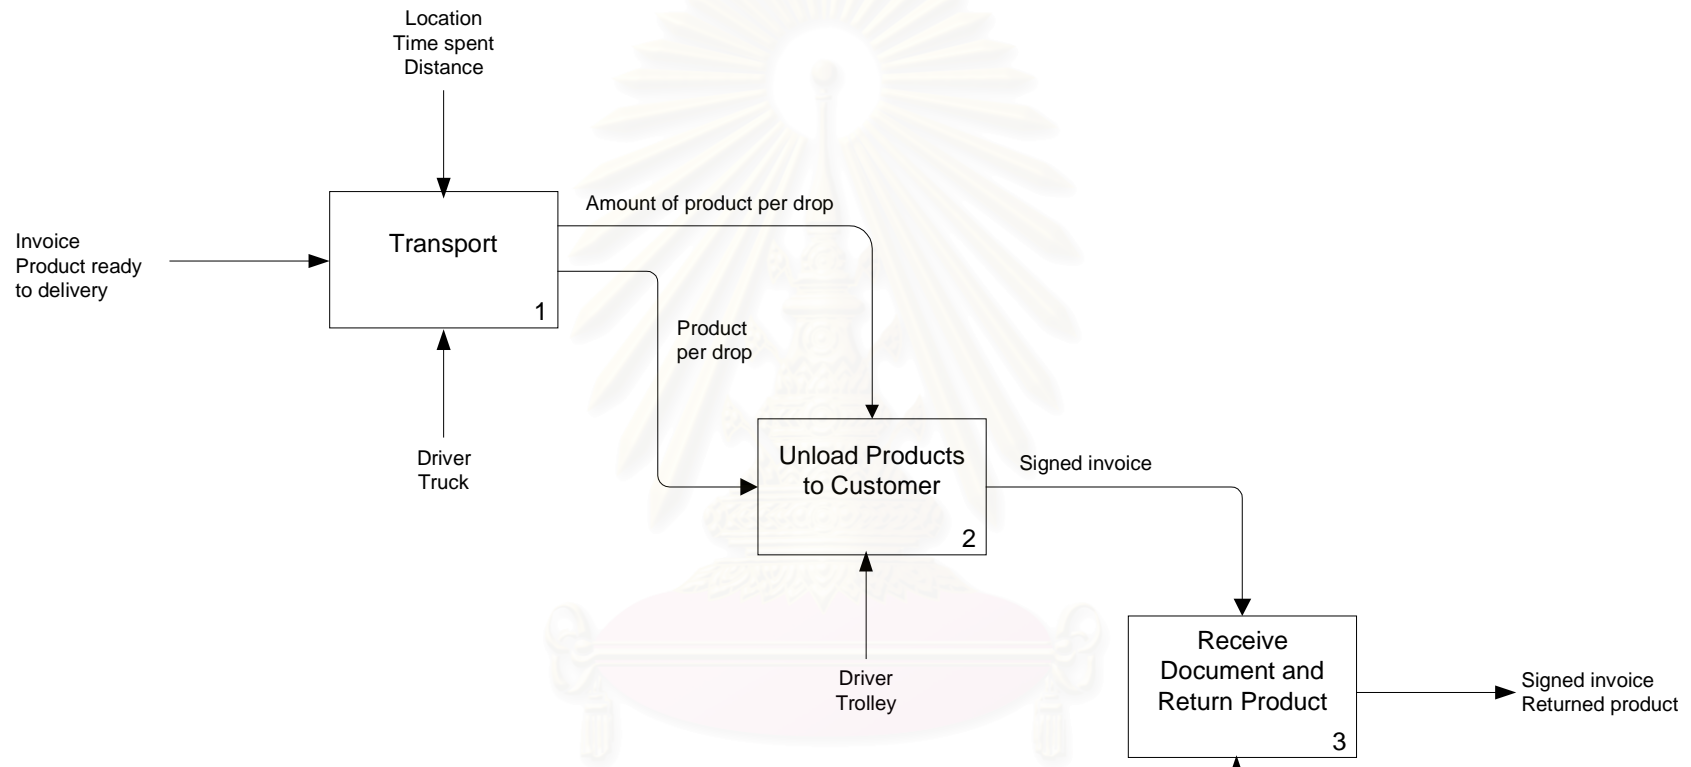 Location
Time spent
Distance
Invoice
Product ready
to delivery
Transport
1
Amount of product per drop
Product
per drop
Driver
Truck
Unload Products
to Customer
2
Signed invoice
Driver
Trolley
Receive
Document and
Return Product
3
Signed invoice
Returned product